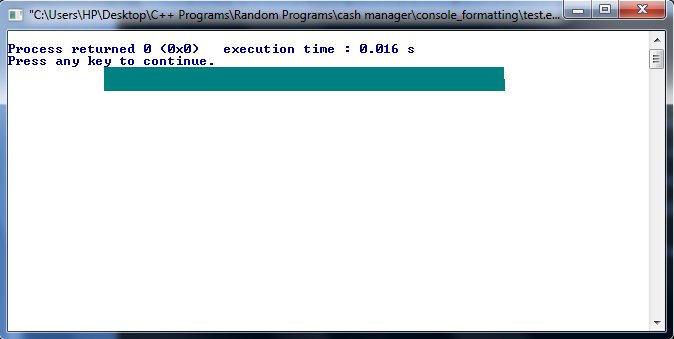 "C:\Users\HP\Desktop\C++ Programs\Random Programs\cash manager\console_formatting\test.e...
Process returned 0 (0x0)   execution time : 0.016 s
Press any key to continue.